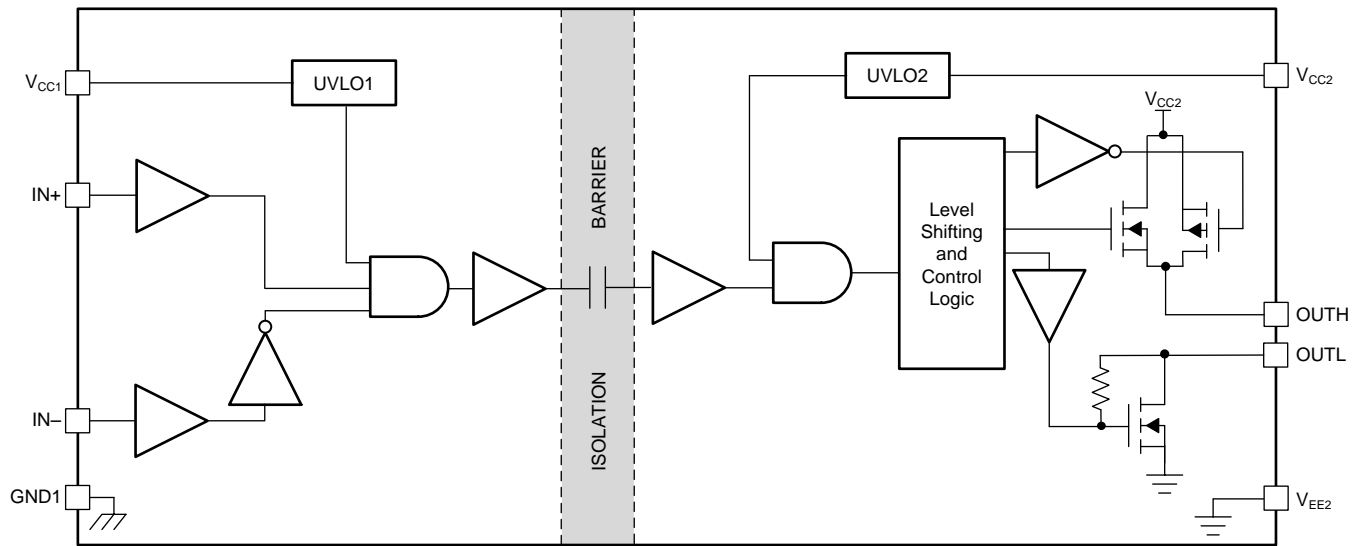 VCC1
UVLO1
UVLO2
VCC2
VCC2
IN+
BARRIER
Level
Shifting
and
Control
Logic
OUTH
OUTL
IN–
ISOLATION
GND1
VEE2